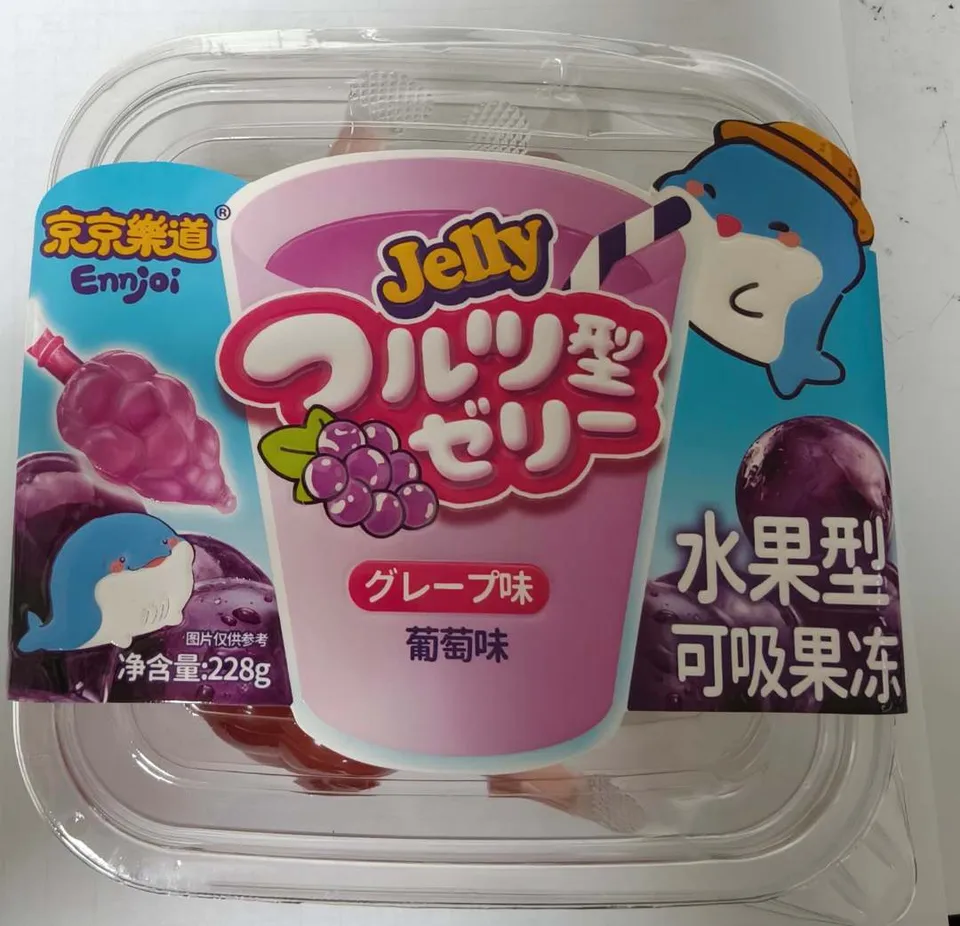 京京樂道®
Ennjoi
Jelly
フルツ型
ゼリー
グレープ味
葡萄味
图片仅供参考
净含量:228g
水果型
可吸果冻